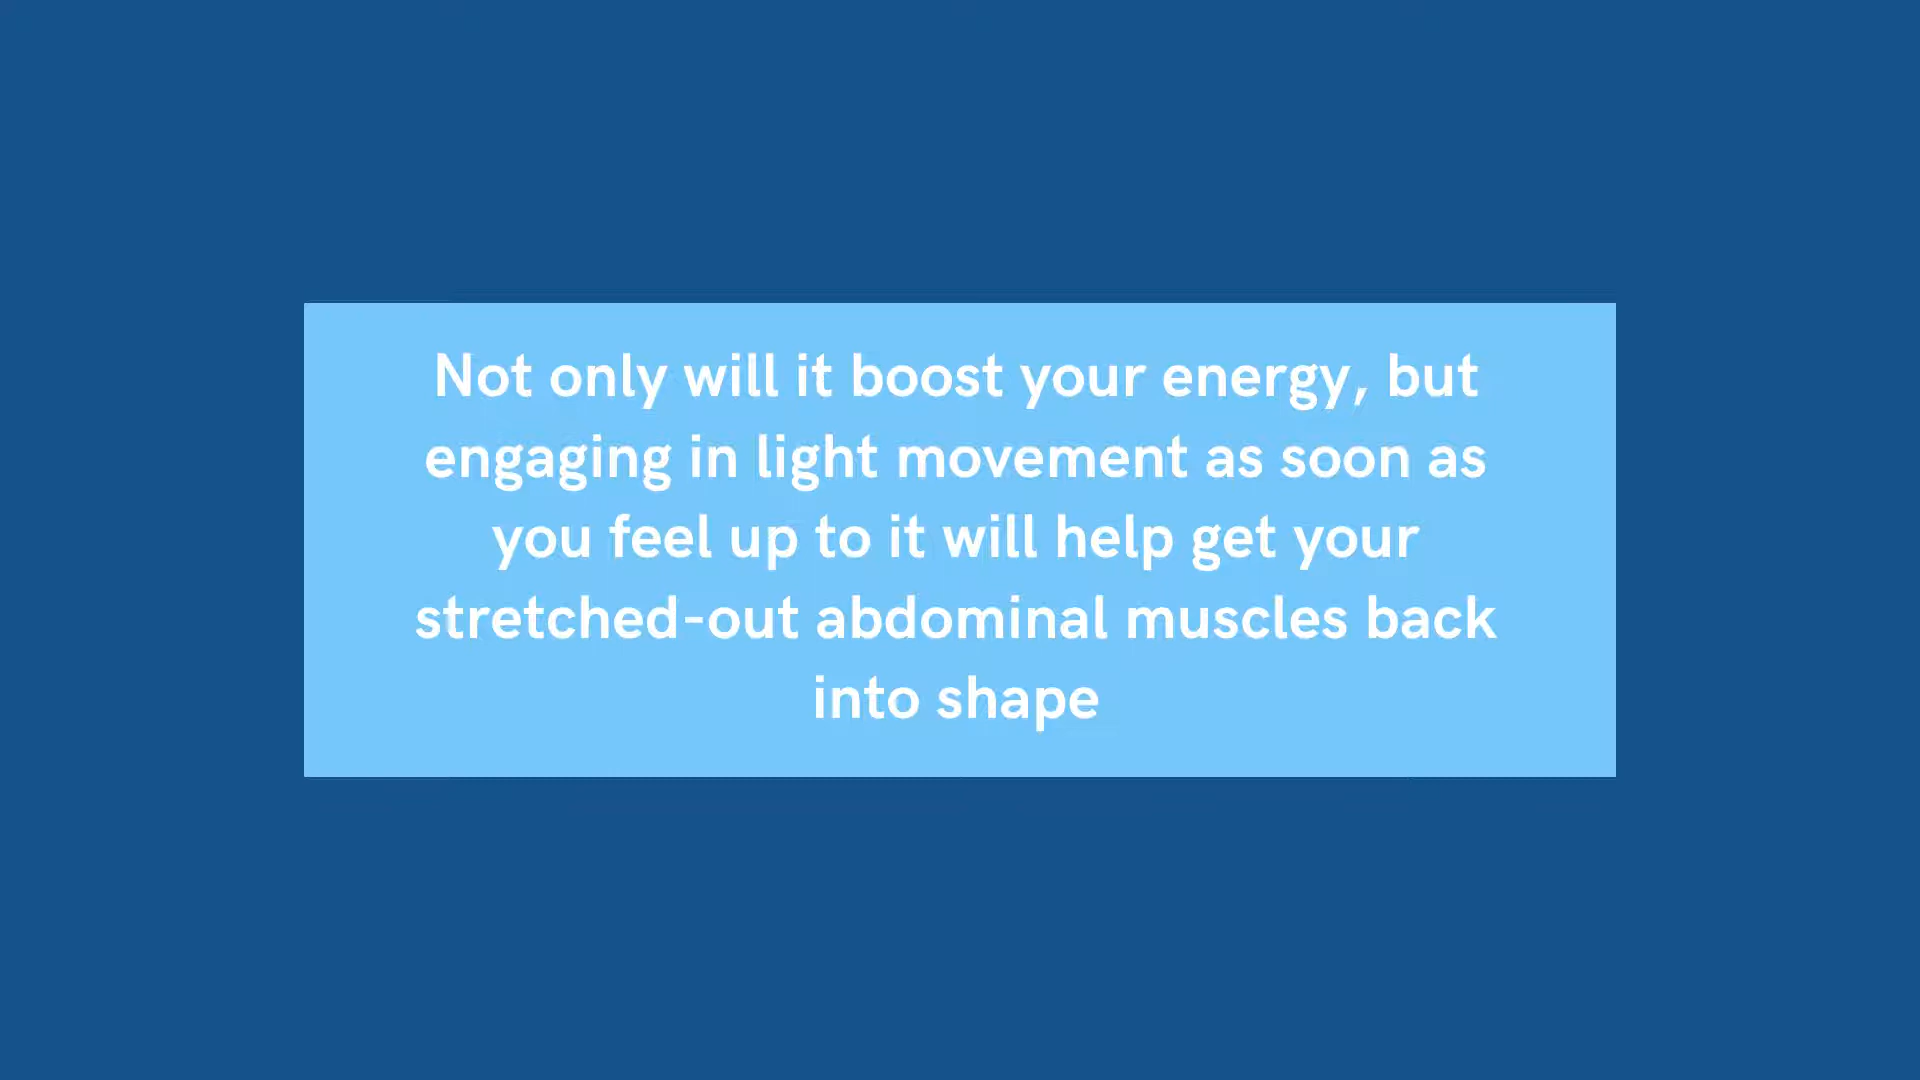 Not only will it boost your energy, but
engaging in light movement as soon as
you feel up to it will help get your
stretched-out abdominal muscles back
into shape